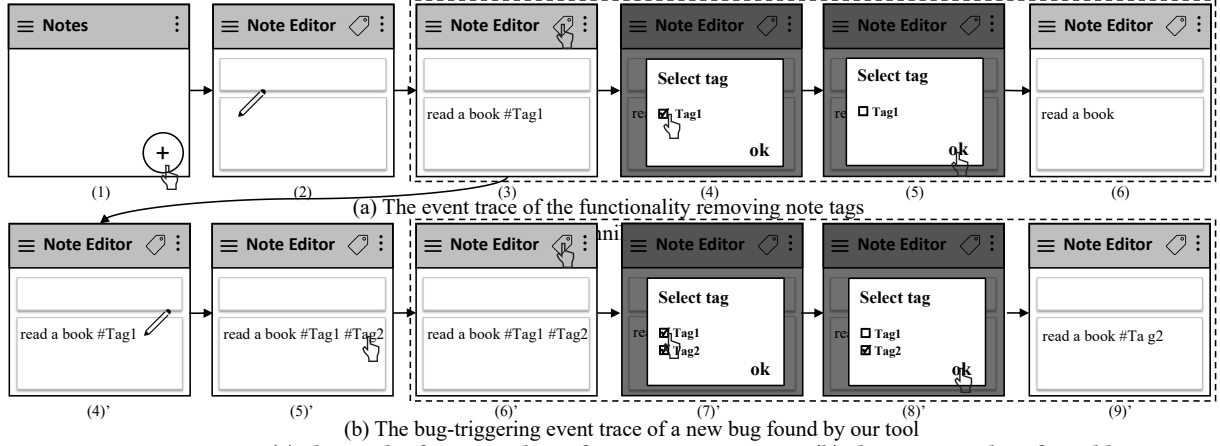 Notes
Note Editor
Note Editor
read a book #Tag1
Select tag
Tag1
ok
Select tag
Tag1
ok
Note Editor
read a book
(1)
(2)
(3)
(4)
(5)
(6)
(a) The event trace of the functionality removing note tags
Note Editor
read a book #Tag1
Note Editor
read a book #Tag1 #Tag2
Note Editor
read a book #Tag1 #Tag2
Note Editor
Select tag
Tag1
Tag2
ok
Note Editor
Select tag
Tag1
Tag2
ok
Note Editor
read a book #Ta g2
(4)'
(5)'
(6)'
(7)'
(8)'
(9)'
(b) The bug-triggering event trace of a new bug found by our tool